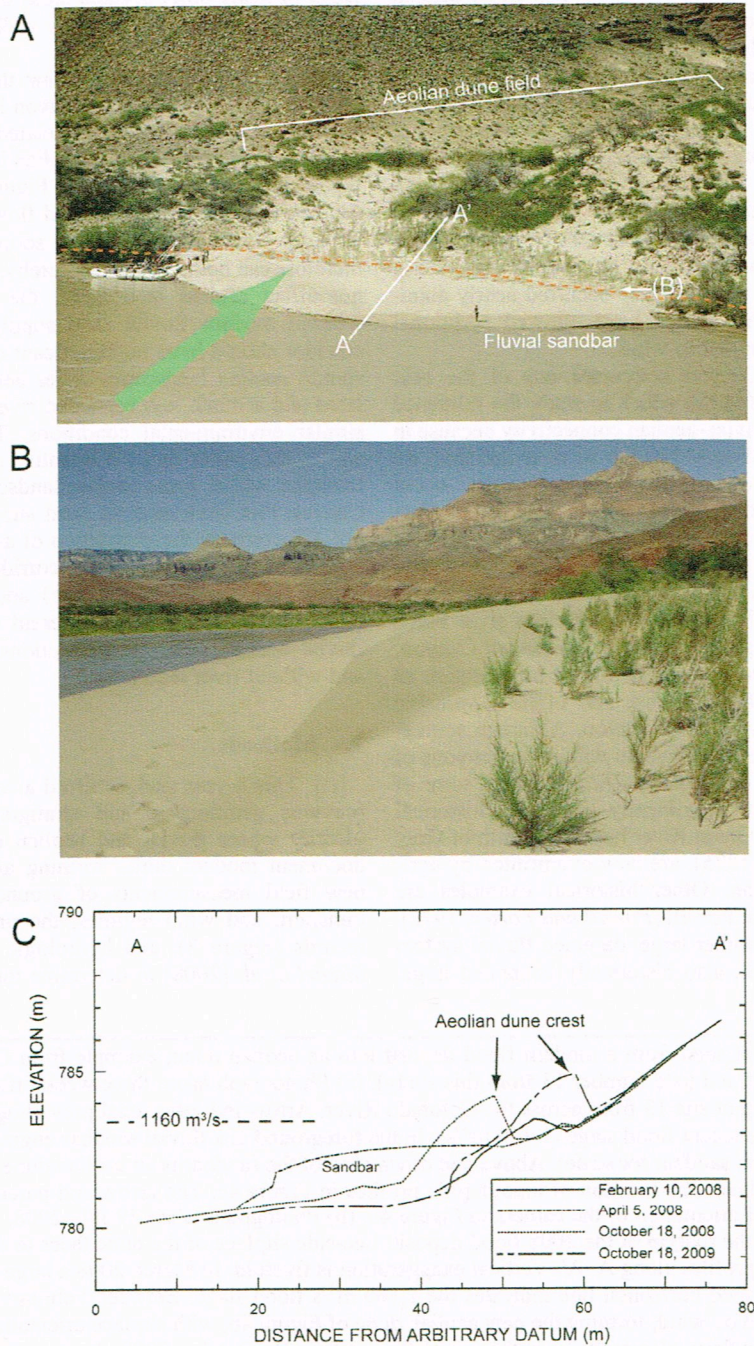 A
Aeolian dune field
A'
(B)
A
Fluvial sandbar
B
C
790
A
A'
Aeolian dune crest
ELEVATION (m)
785
1160 m³/s
Sandbar
February 10, 2008
April 5, 2008
October 18, 2008
October 18, 2009
780
0
20
40
60
80
DISTANCE FROM ARBITRARY DATUM (m)